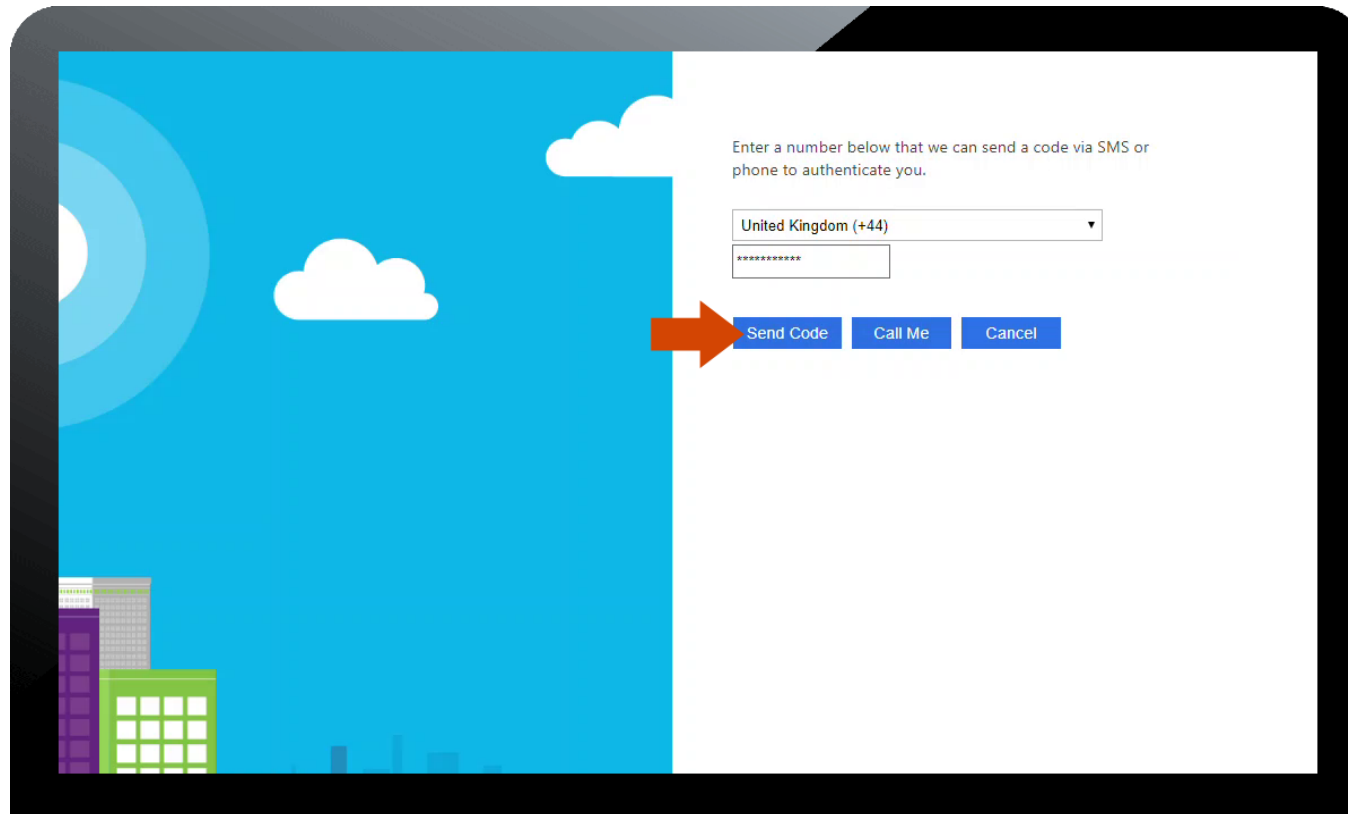 Enter a number below that we can send a code via SMS or
phone to authenticate you.
United Kingdom (+44)
***********
Send Code Call Me Cancel